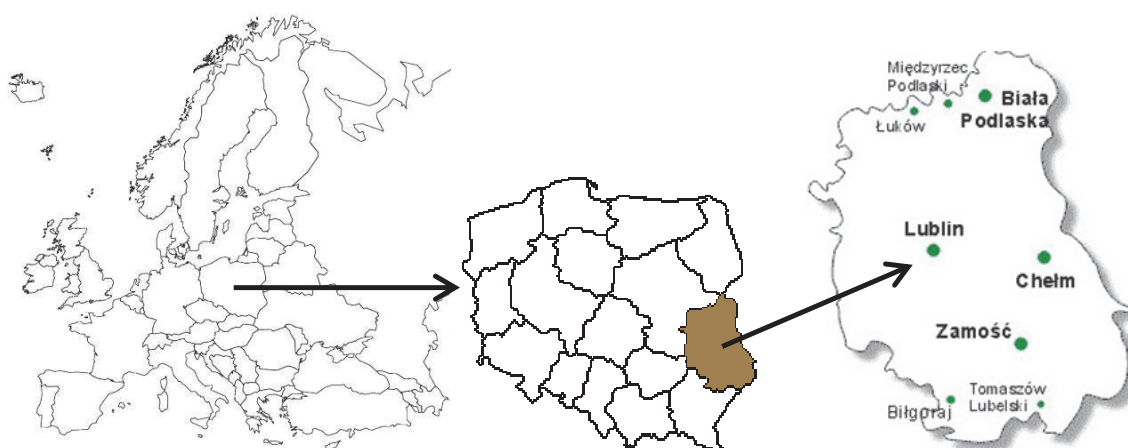 Międzyrzec
Podlaski
Biała
Podlaska
Łuków
Lublin
Chełm
Zamość
Tomaszów
Lubelski
Biłgoraj